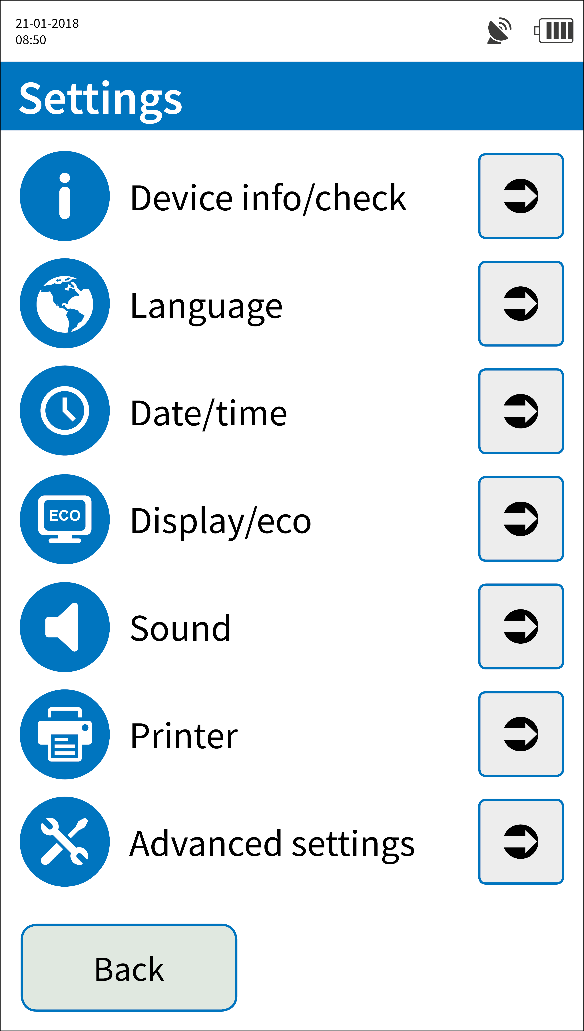 21-01-2018
08:50
Settings
Device info/check
Language
Date/time
ECO
Display/eco
Sound
Printer
Advanced settings
Back